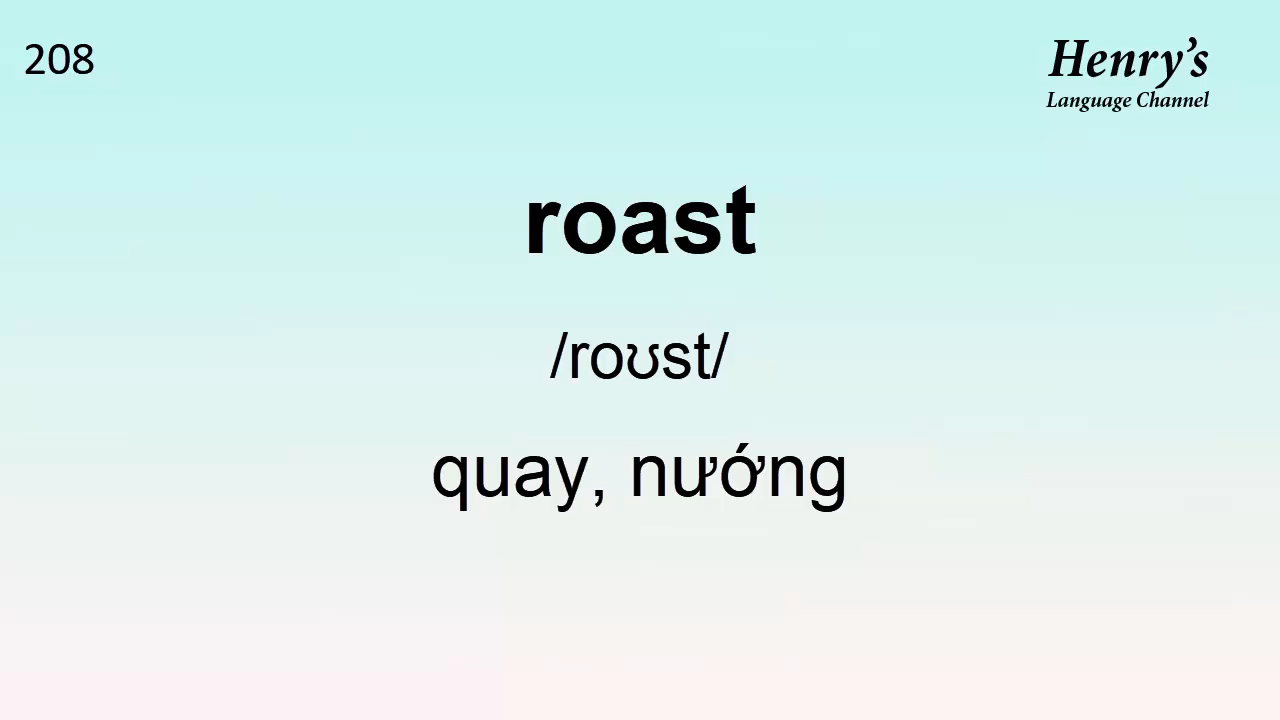 208
Henry’s
Language Channel
roast
/roʊst/
quay, nướng